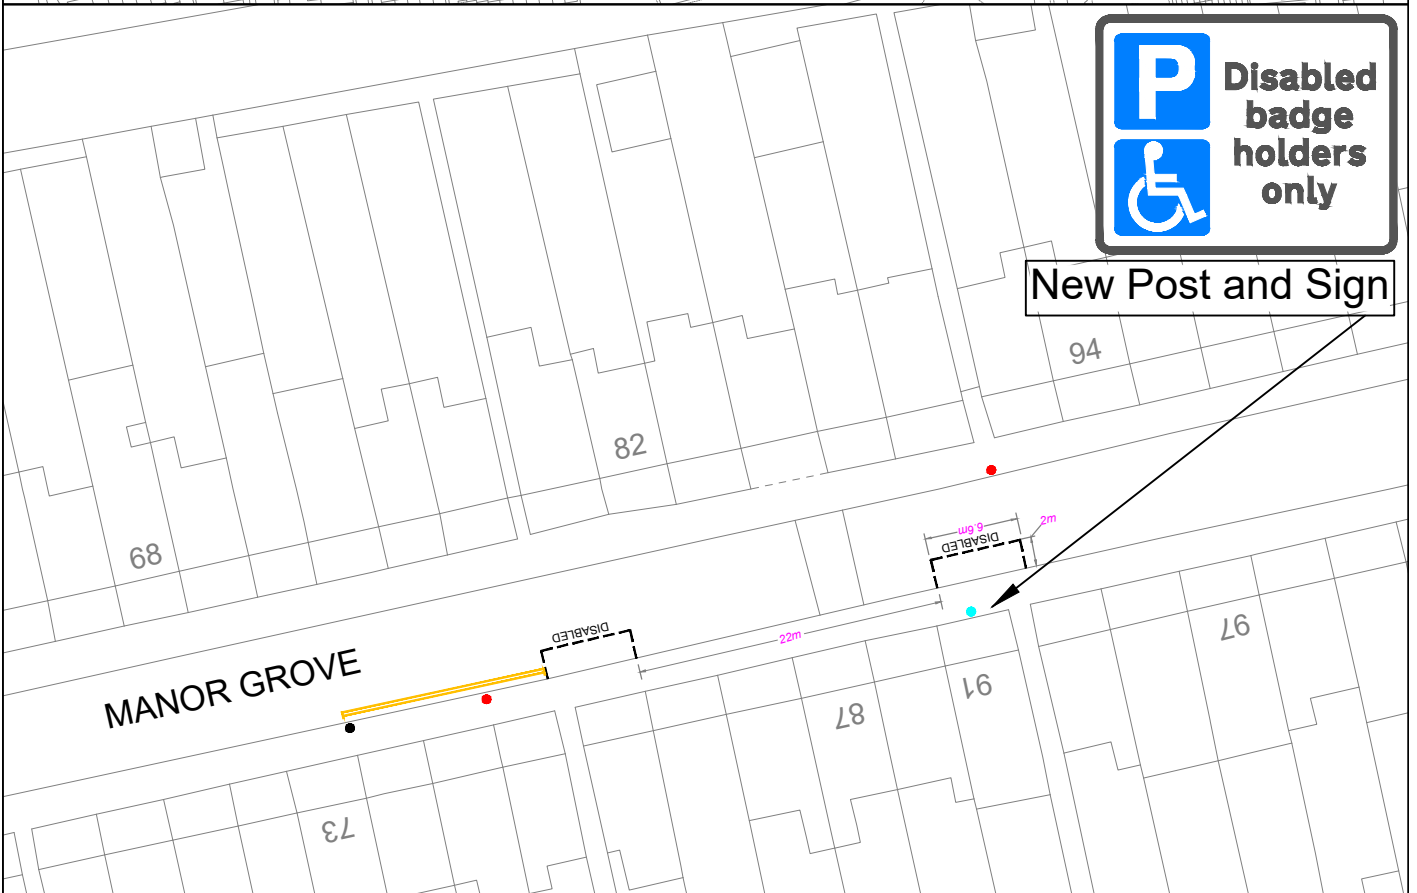 P
Disabled
badge
holders
only
New Post and Sign
94
82
68
6.6m
2m
DISABLED
22m
DISABLED
97
91
87
MANOR GROVE
73